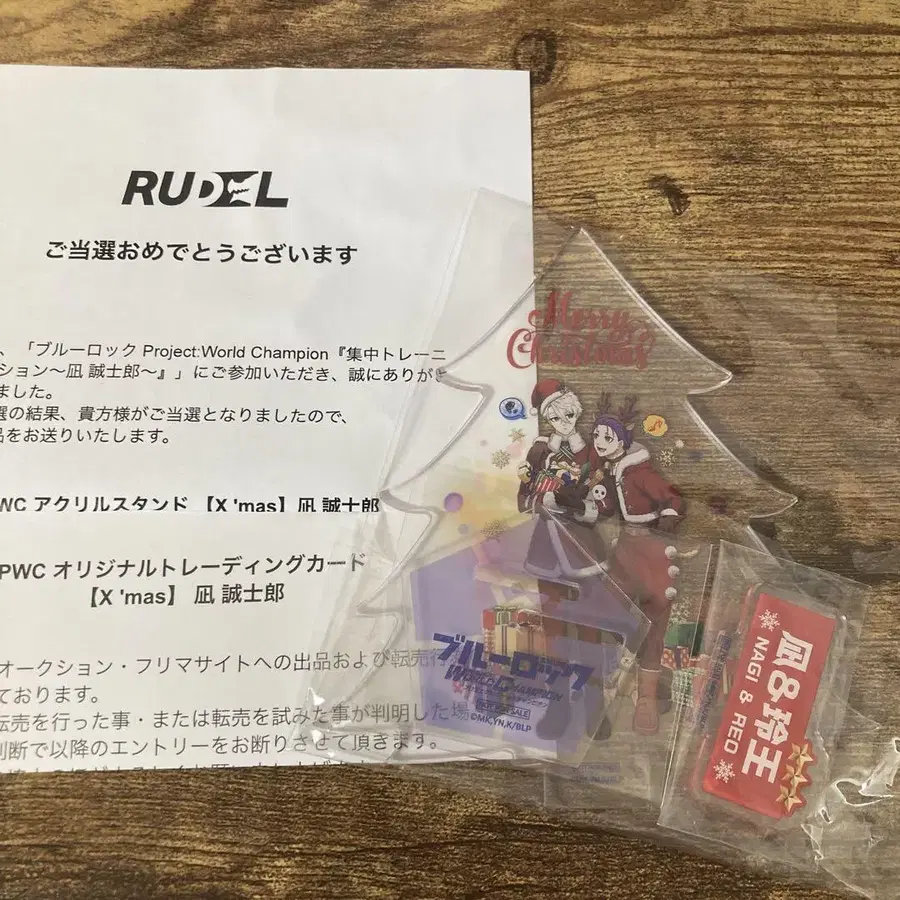 RUDEL
ご当選おめでとうございます
、「ブルーロック Project:World Champion『集中トレーニ
ション〜凪 誠士郎〜』」にご参加いただき、誠にありがき
ました。
選の結果、貴方様がご当選となりましたので、
品をお送りいたします。
WC アクリルスタンド 【X 'mas】凪 誠士郎
PWC オリジナルトレーディングカード
【X 'mas】 凪 誠士郎
オークション・フリマサイトへの出品および転売行
ております。
転売を行った事・または転売を試みた事が判明した場
判断で以降のエントリーをお断りさせて頂きます。
Merry
Christmas
ブルーロック
WORLD CHAMPION
NOT FOR SALE
©MK,YN,K/BLP
凪&玲王
NAGI & REO